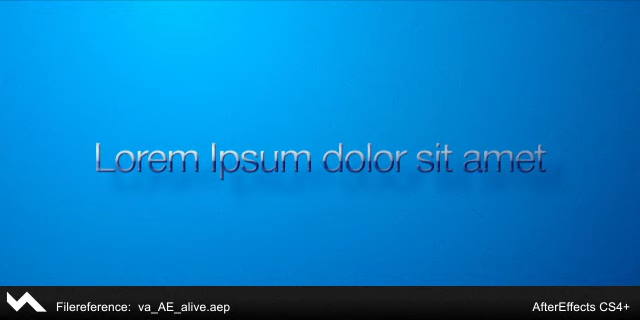 Lorem Ipsum dolor sit amet
Filereference: va_AE_alive.aep
AfterEffects CS4+